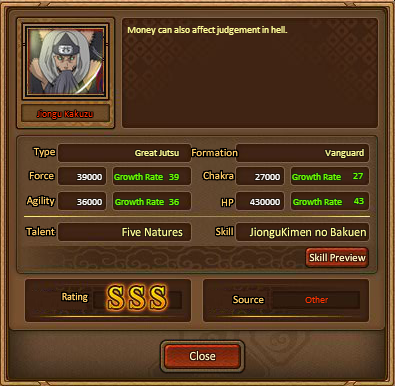 Money can also affect judgement in hell.
Jiongu Kakuzu
Type Great Jutsu Formation Vanguard
Force 39000 Growth Rate 39 Chakra 27000 Growth Rate 27
Agility 36000 Growth Rate 36 HP 430000 Growth Rate 43
Talent Five Natures Skill JionguKimen no Bakuen
Skill Preview
Rating SSS Source Other
Close